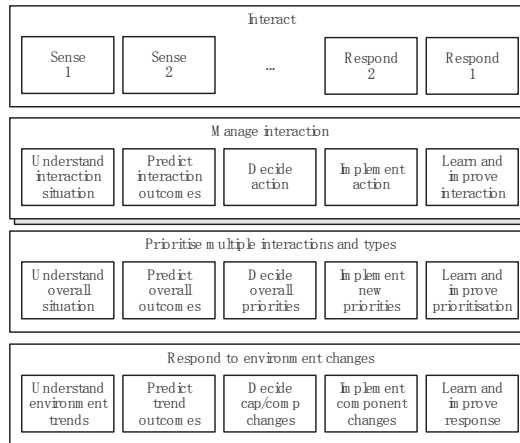 Interact
Sense
1
Sense
2
...
Respond
2
Respond
1
Manage interaction
Understand
interaction
situation
Predict
interaction
outcomes
Decide
action
Implement
action
Learn and
improve
interaction
Prioritise multiple interactions and types
Understand
overall
situation
Predict
overall
outcomes
Decide
overall
priorities
Implement
new
priorities
Learn and
improve
prioritisation
Respond to environment changes
Understand
environment
trends
Predict
trend
outcomes
Decide
cap/comp
changes
Implement
component
changes
Learn and
improve
response